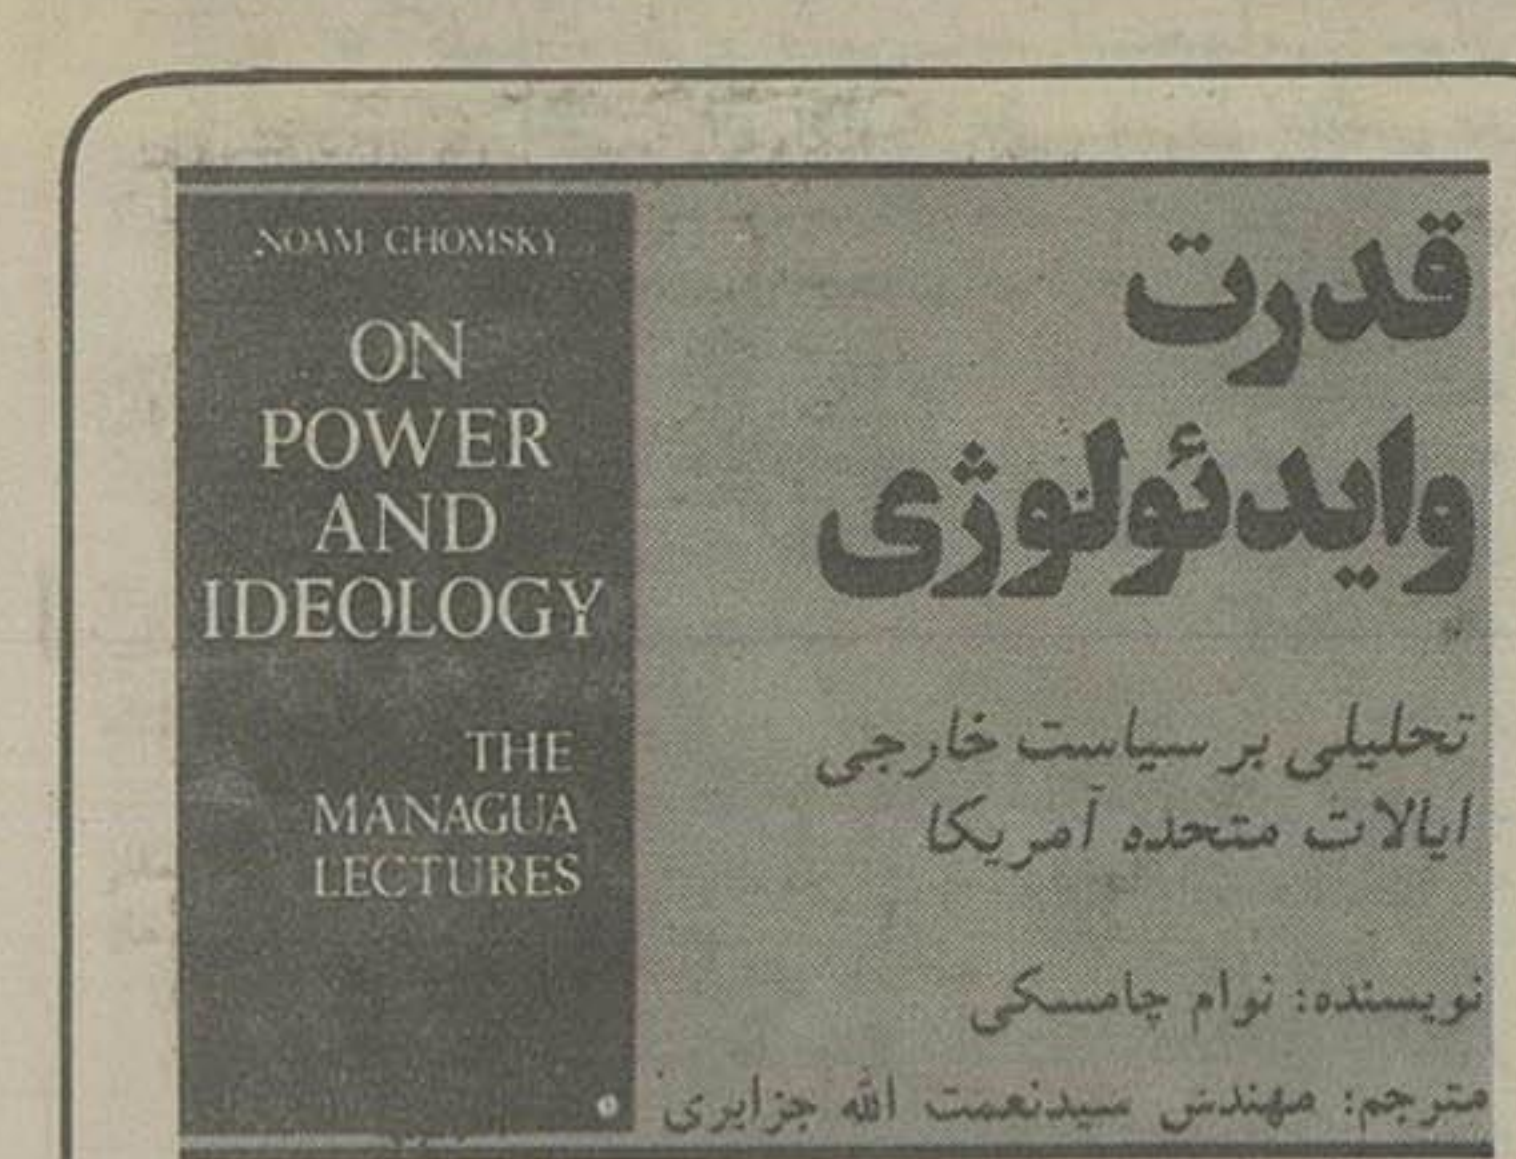 NOAM CHOMSKY
ON
POWER
AND
IDEOLOGY
THE
MANAGUA
LECTURES
قدرت
وایدئولوژی
تحلیلی بر سیاست خارجی
ایالات متحده آمریکا
نویسنده: نوام چامسکی
مترجم: مهندس سیدنعمت الله جزایری